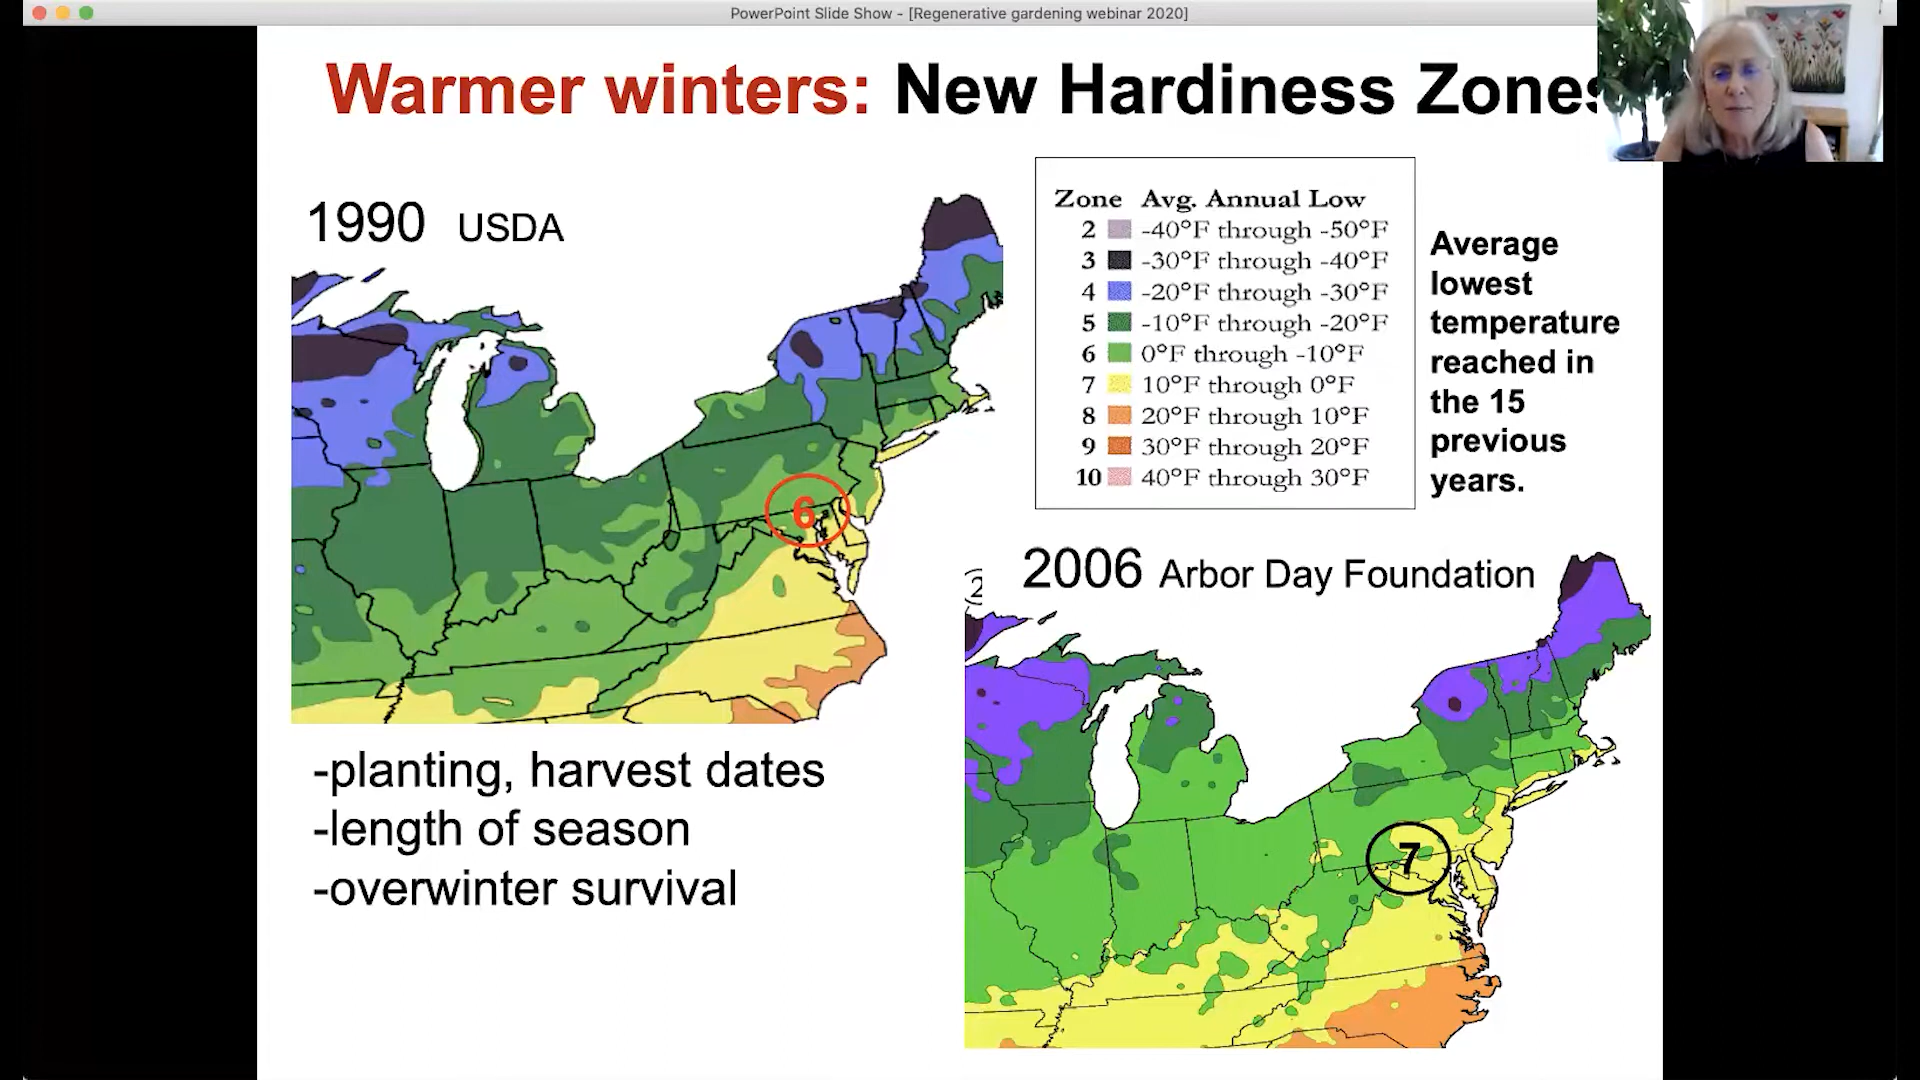 PowerPoint Slide Show - [Regenerative gardening webinar 2020]
Warmer winters: New Hardiness Zones
1990 USDA
6
Zone Avg. Annual Low
2 -40°F through -50°F
3 -30°F through -40°F
4 -20°F through -30°F
5 -10°F through -20°F
6 0°F through -10°F
7 10°F through 0°F
8 20°F through 10°F
9 30°F through 20°F
10 40°F through 30°F
Average
lowest
temperature
reached in
the 15
previous
years.
2006 Arbor Day Foundation
(2
7
-planting, harvest dates
-length of season
-overwinter survival